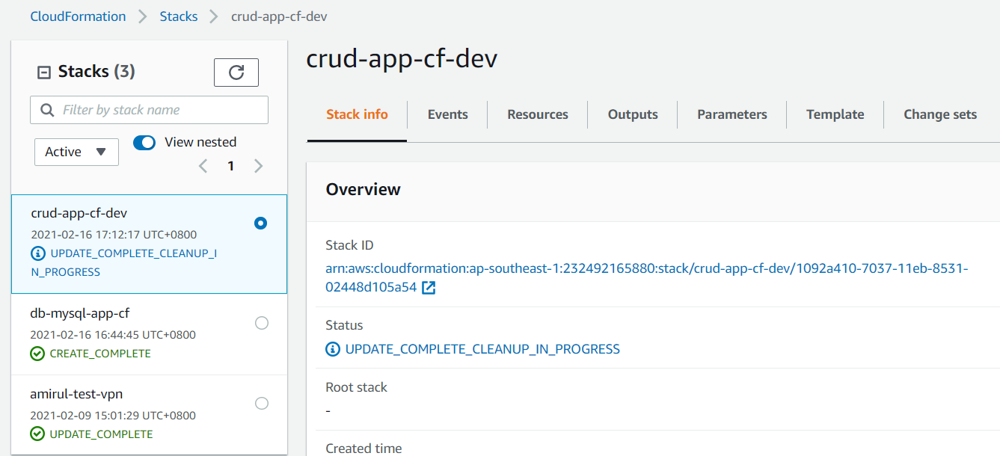 CloudFormation > Stacks > crud-app-cf-dev
Stacks (3)
Filter by stack name
Active
View nested
1
crud-app-cf-dev
2021-02-16 17:12:17 UTC+0800
UPDATE_COMPLETE_CLEANUP_I
N_PROGRESS
db-mysql-app-cf
2021-02-16 16:44:45 UTC+0800
CREATE_COMPLETE
amirul-test-vpn
2021-02-09 15:01:29 UTC+0800
UPDATE_COMPLETE
crud-app-cf-dev
Stack info Events Resources Outputs Parameters Template Change sets
Overview
Stack ID
arn:aws:cloudformation:ap-southeast-1:232492165880:stack/crud-app-cf-dev/1092a410-7037-11eb-8531-
02448d105a54
Status
UPDATE_COMPLETE_CLEANUP_IN_PROGRESS
Root stack
-
Created time